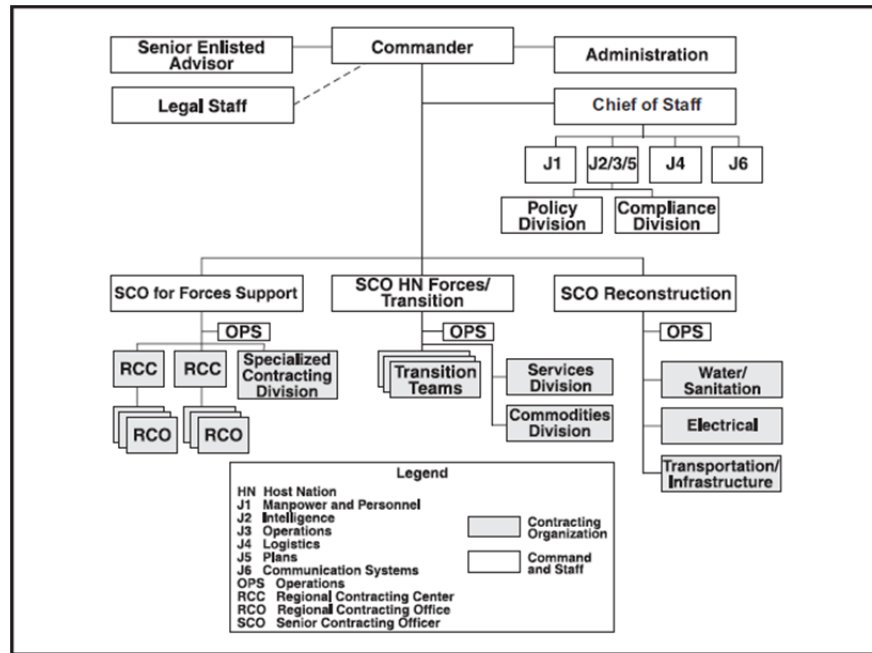 Commander
Senior Enlisted
Advisor
Administration
Legal Staff
Chief of Staff
J1
J2/3/5
J4
J6
Policy
Division
Compliance
Division
SCO for Forces Support
SCO HN Forces/
Transition
SCO Reconstruction
OPS
OPS
OPS
RCC
RCC
Specialized
Contracting
Division
RCO
RCO
Transition
Teams
Services
Division
Commodities
Division
Water/
Sanitation
Electrical
Transportation/
Infrastructure
Legend
HN Host Nation
J1 Manpower and Personnel
J2 Intelligence
J3 Operations
J4 Logistics
J5 Plans
J6 Communication Systems
OPS Operations
RCC Regional Contracting Center
RCO Regional Contracting Office
SCO Senior Contracting Officer
Contracting
Organization
Command
and Staff